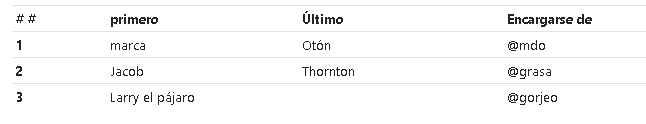 # # primero Último Encargarse de
1 marca Otón @mdo
2 Jacob Thornton @grasa
3 Larry el pájaro @gorjeo